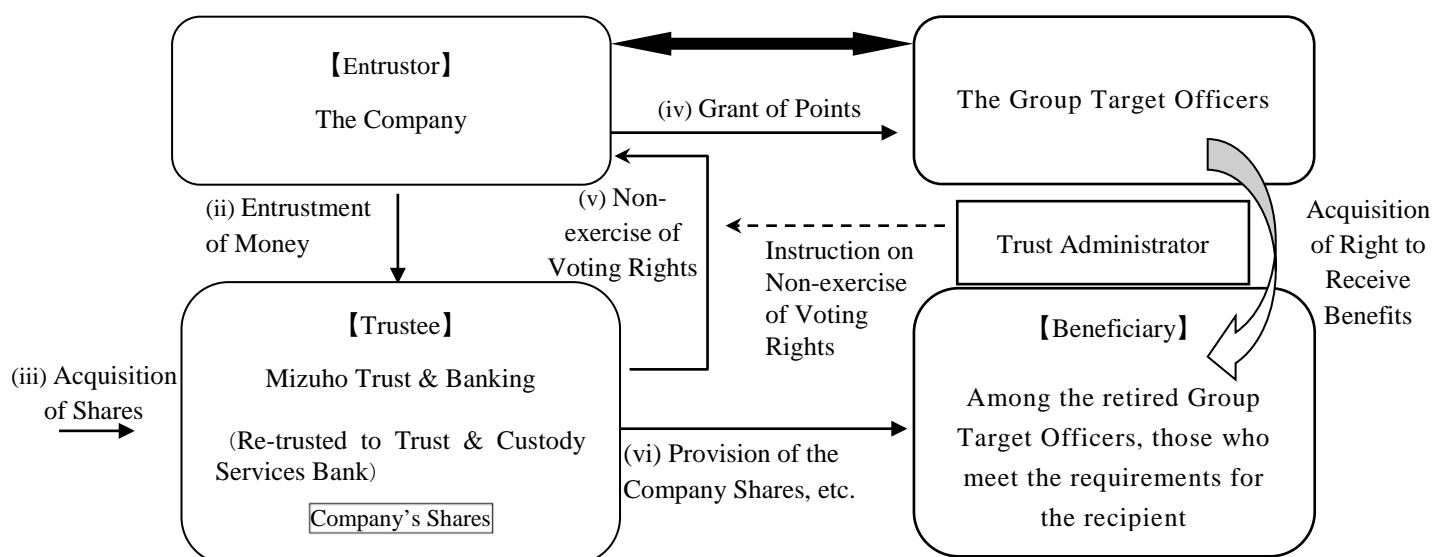 【Entrustor】
The Company
The Group Target Officers
(iv) Grant of Points
(ii) Entrustment
of Money
(v) Non-
exercise of
Voting Rights
Instruction on
Non-exercise
of Voting
Rights
Trust Administrator
Acquisition
of Right to
Receive
Benefits
(iii) Acquisition
of Shares
【Trustee】
Mizuho Trust & Banking
(Re-trusted to Trust & Custody
Services Bank)
Company's Shares
(vi) Provision of the
Company Shares, etc.
【Beneficiary】
Among the retired Group
Target Officers, those who
meet the requirements for
the recipient